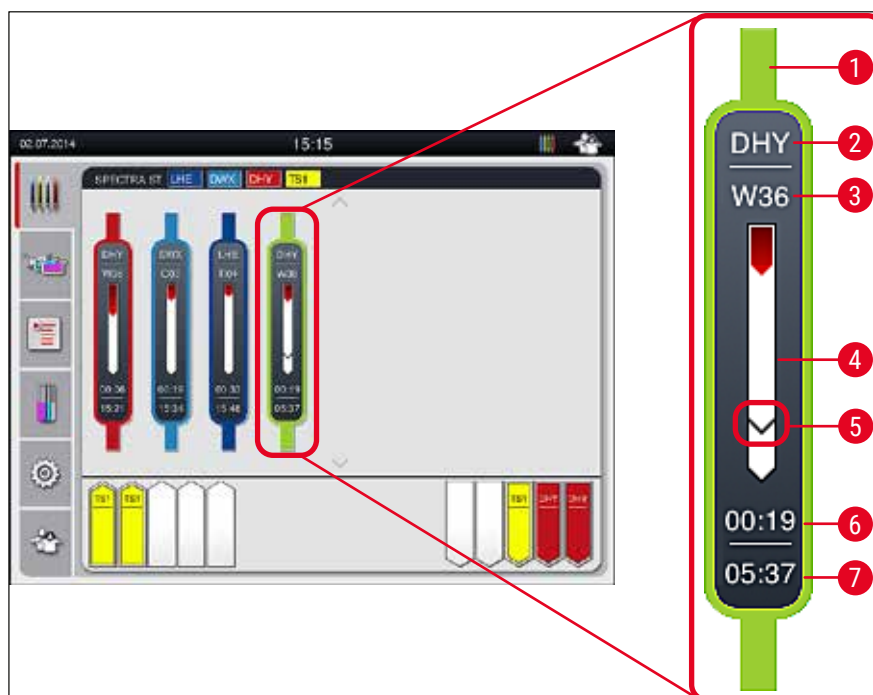 02.07.2014 15:15
SPECTRA ST LHE DWX DHY TS1
DHY DWX LHE DHY
W36
00:36 00:19 00:30 00:19
15:21 15:34 15:46 05:37
TS1 TS1 TS1 DHY DHY
1
DHY 2
W36 3
4
5
00:19 6
05:37 7